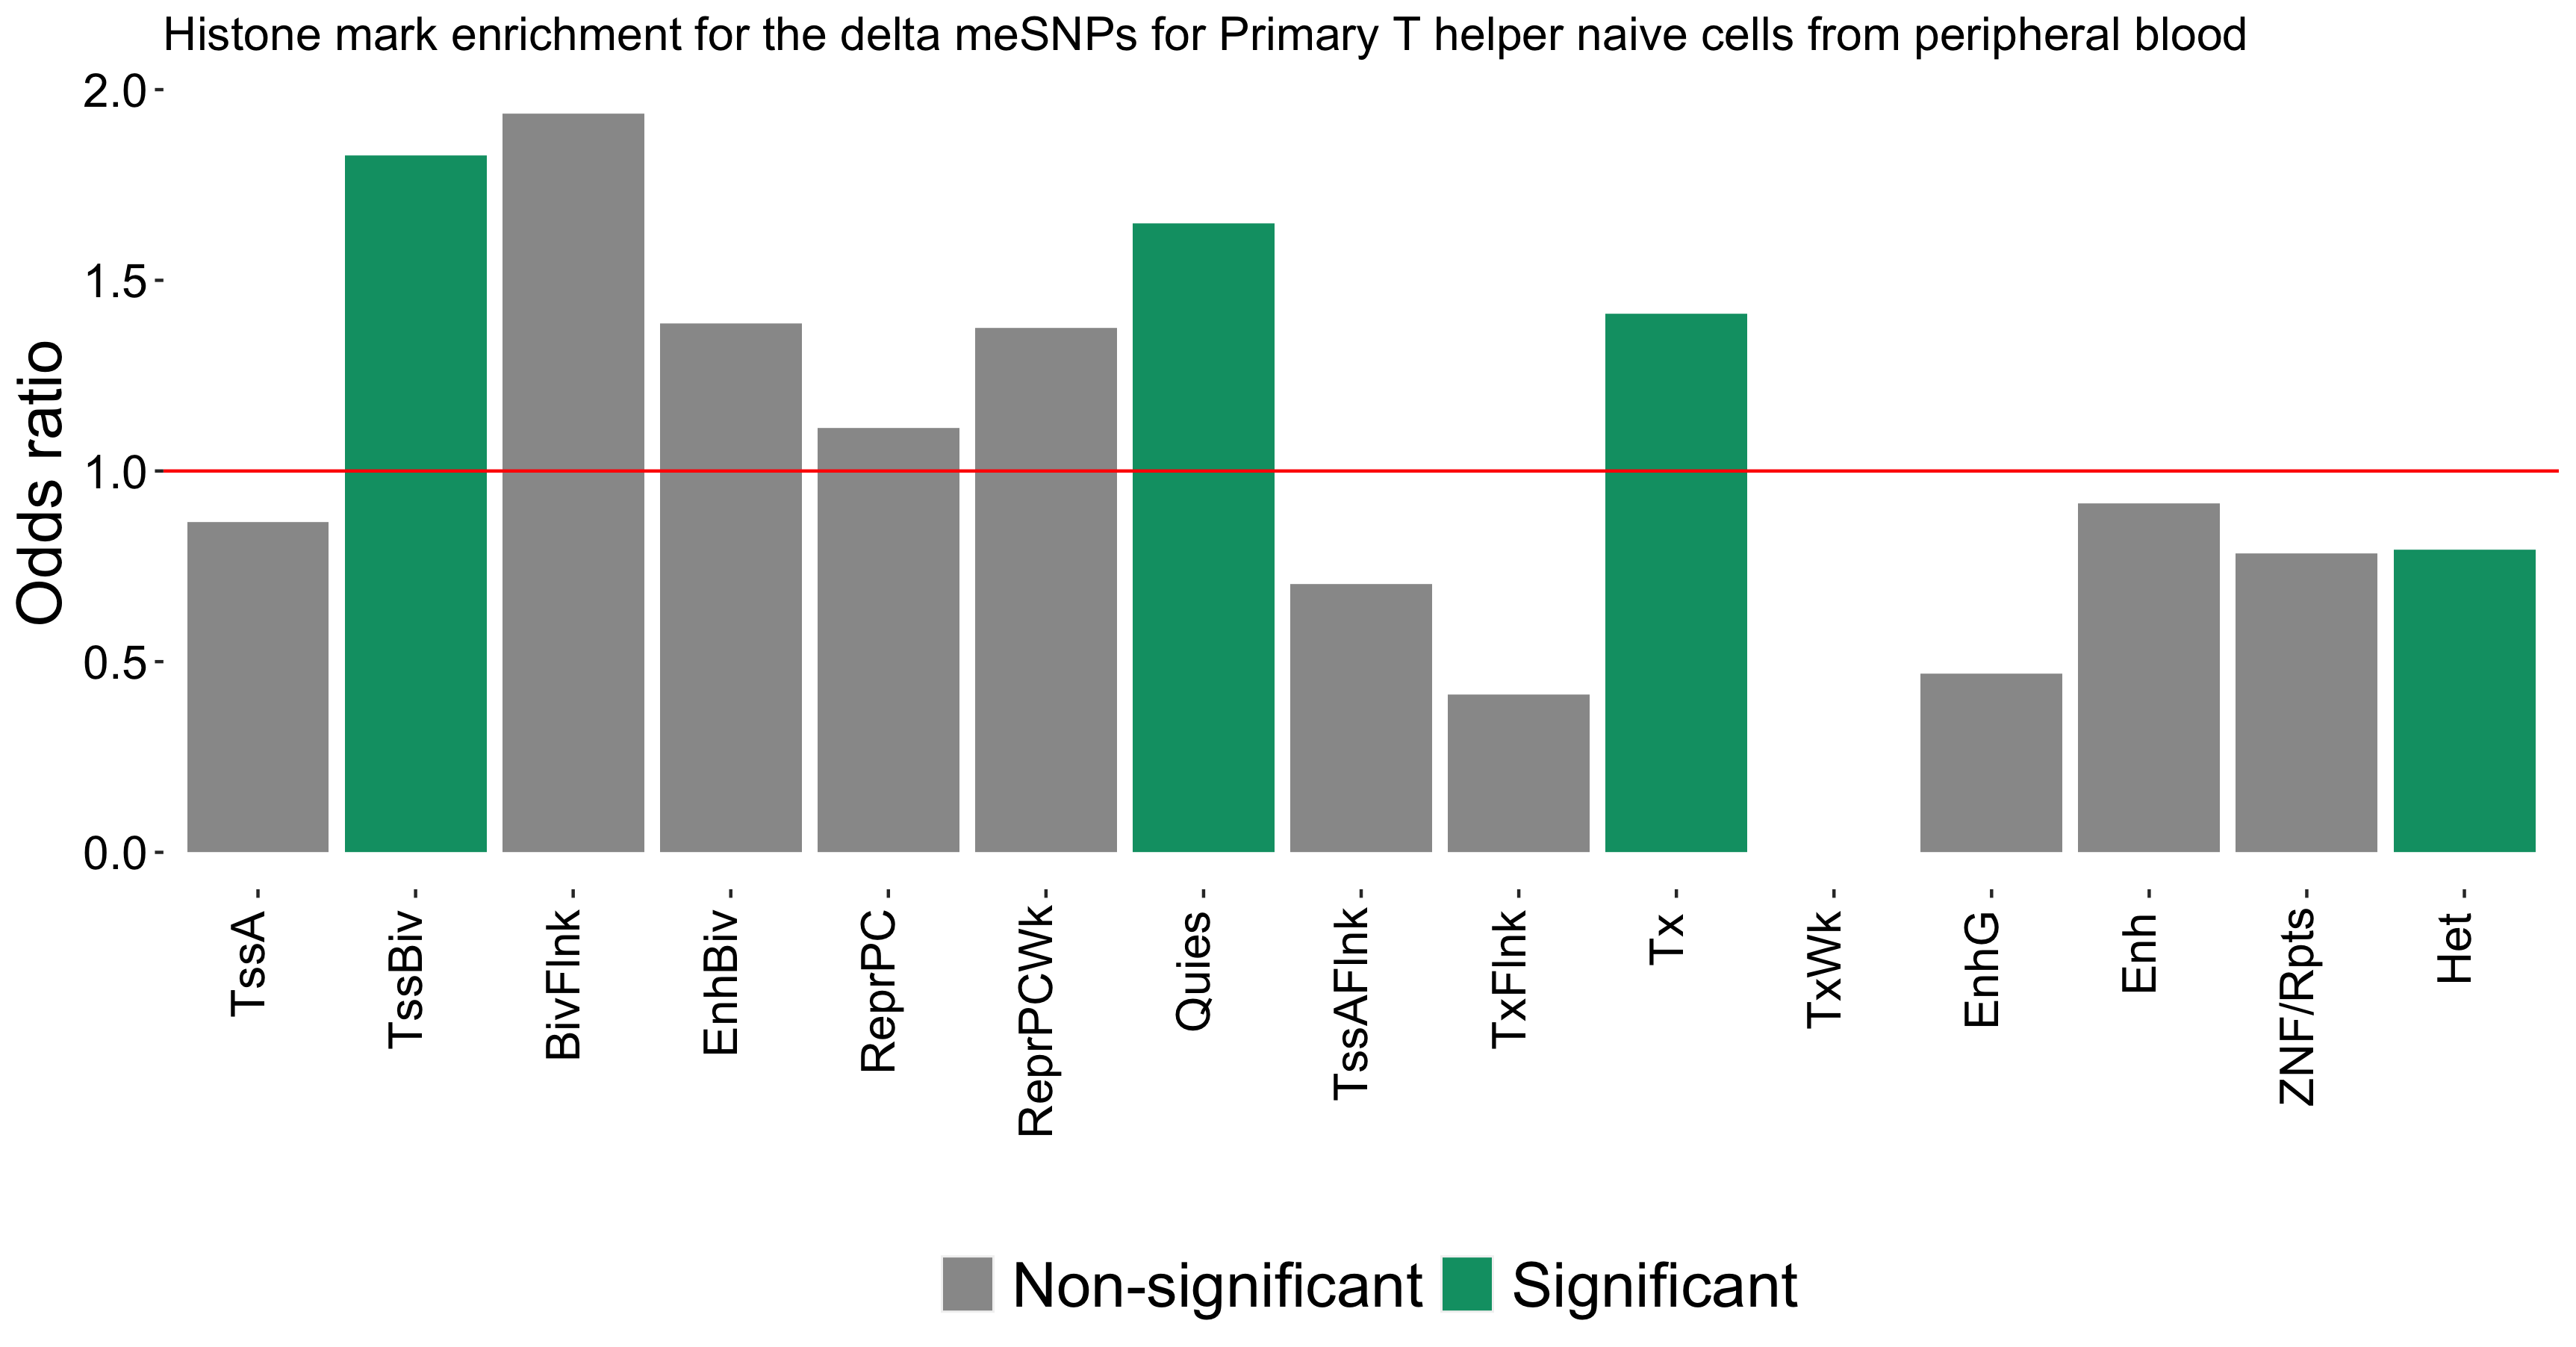 Histone mark enrichment for the delta meSNPs for Primary T helper naive cells from peripheral blood
Odds ratio
2.0
1.5
1.0
0.5
0.0
TssA
TssBiv
BivFlnk
EnhBiv
ReprPC
ReprPCWk
Quies
TssAFlnk
TxFlnk
Tx
TxWk
EnhG
Enh
ZNF/Rpts
Het
Non-significant
Significant